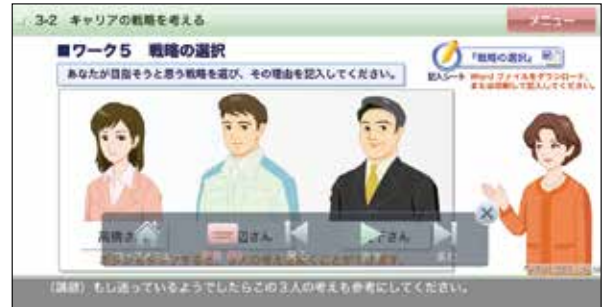 3-2 キャリアの戦略を考える
メニュー
■ワーク5 戦略の選択
あなたが目指そうと思う戦略を選び、その理由を記入してください。
「戦略の選択」
記入シート Word ファイルをダウンロード、
または印刷して記入してください。
高橋さん
辺さん
下さん
（講師）もし迷っているようでしたらこの3人の考えも参考にしてください。